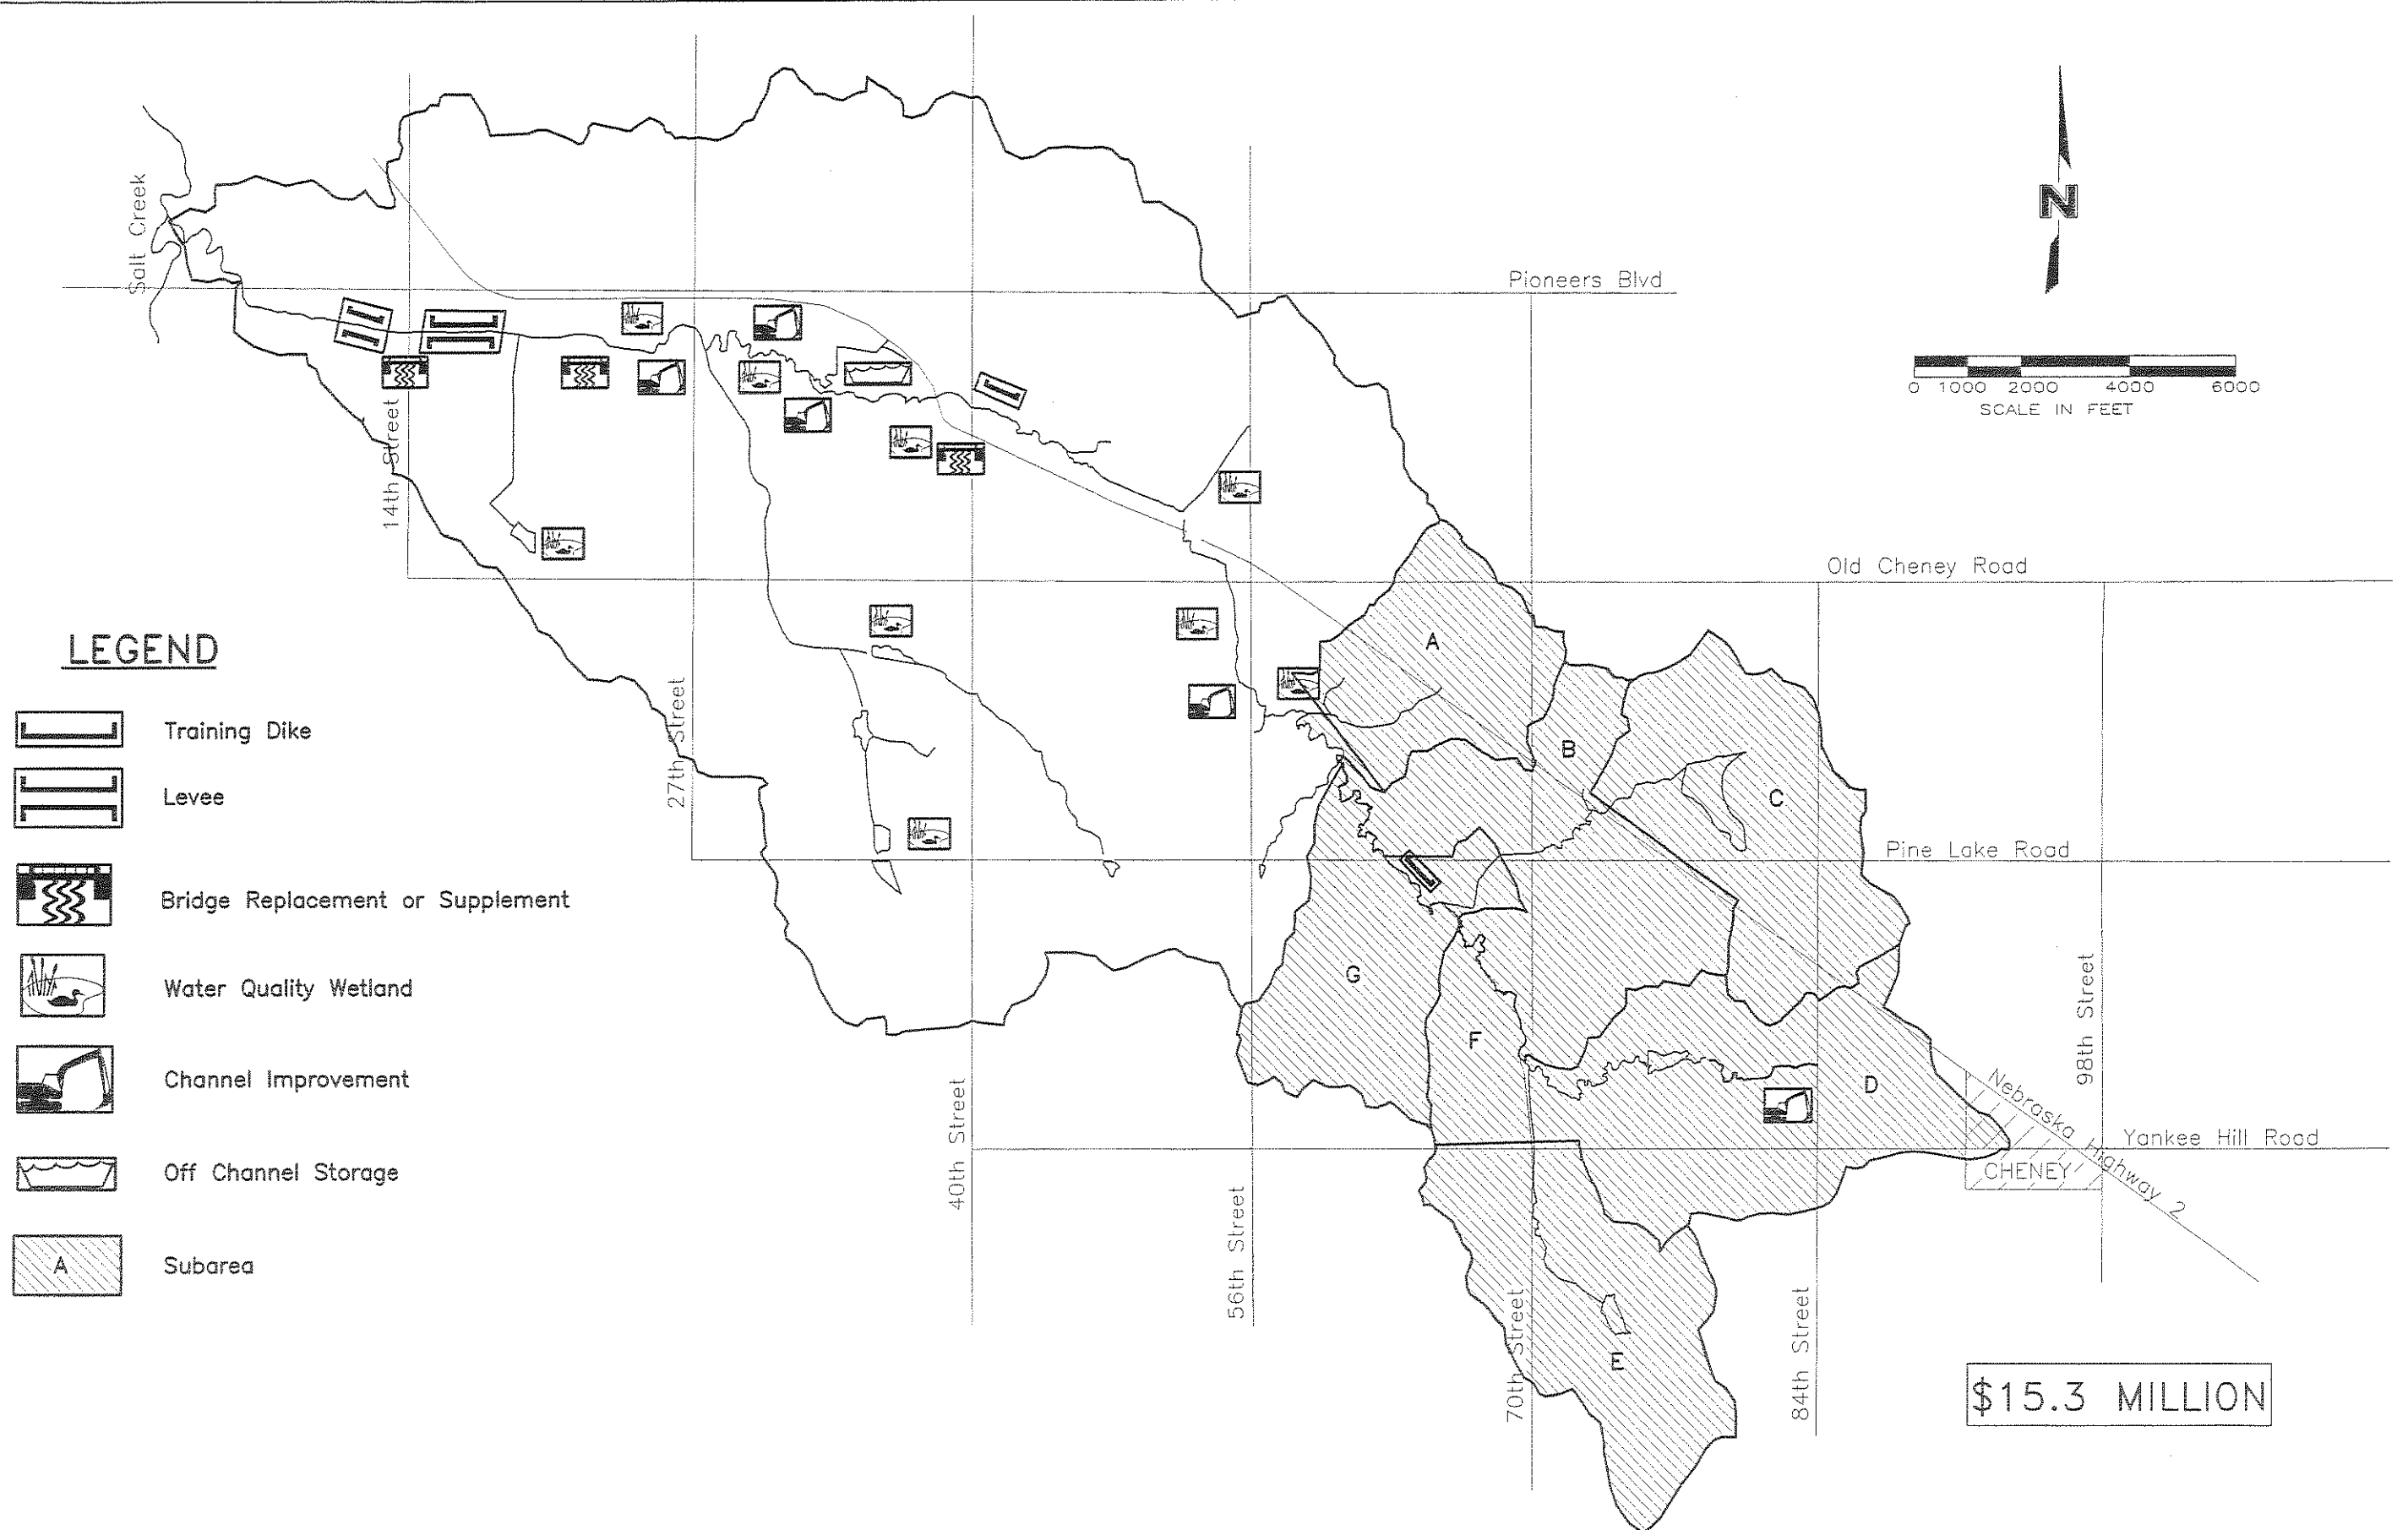 Salt Creek
Pioneers Blvd
N
0 1000 2000 4000 6000
SCALE IN FEET
14th Street
Old Cheney Road
LEGEND
Training Dike
Levee
Bridge Replacement or Supplement
Water Quality Wetland
Channel Improvement
Off Channel Storage
A
Subarea
27th Street
A
B
C
Pine Lake Road
G
F
D
98th Street
Nebraska Highway 2
Yankee Hill Road
CHENEY
40th Street
56th Street
70th Street
84th Street
E
$15.3 MILLION